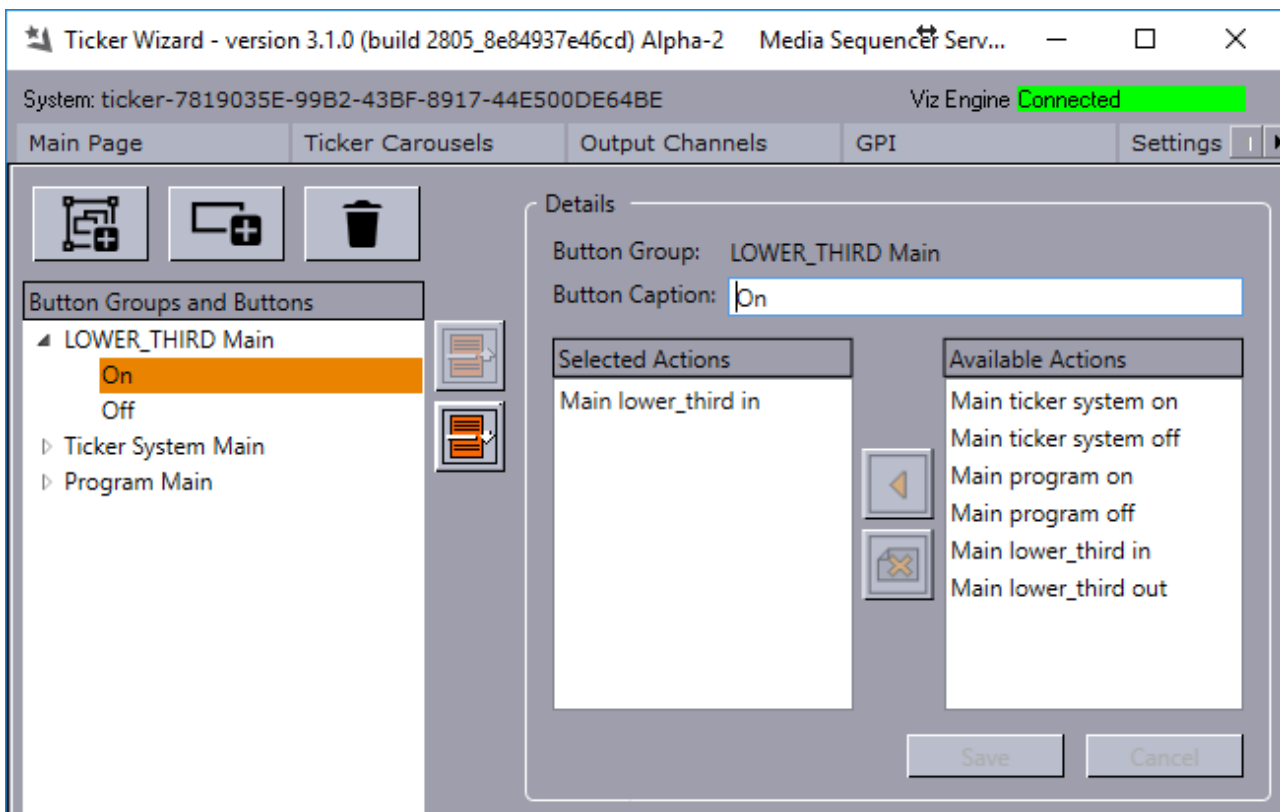 Ticker Wizard - version 3.1.0 (build 2805_8e84937e46cd) Alpha-2 Media Sequencer Serv...
System: ticker-7819035E-99B2-43BF-8917-44E500DE64BE Viz Engine Connected
Main Page Ticker Carousels Output Channels GPI Settings
Details
Button Group: LOWER_THIRD Main
Button Caption: On
Button Groups and Buttons
LOWER_THIRD Main
On
Off
Ticker System Main
Program Main
Selected Actions
Main lower_third in
Available Actions
Main ticker system on
Main ticker system off
Main program on
Main program off
Main lower_third in
Main lower_third out
Save Cancel